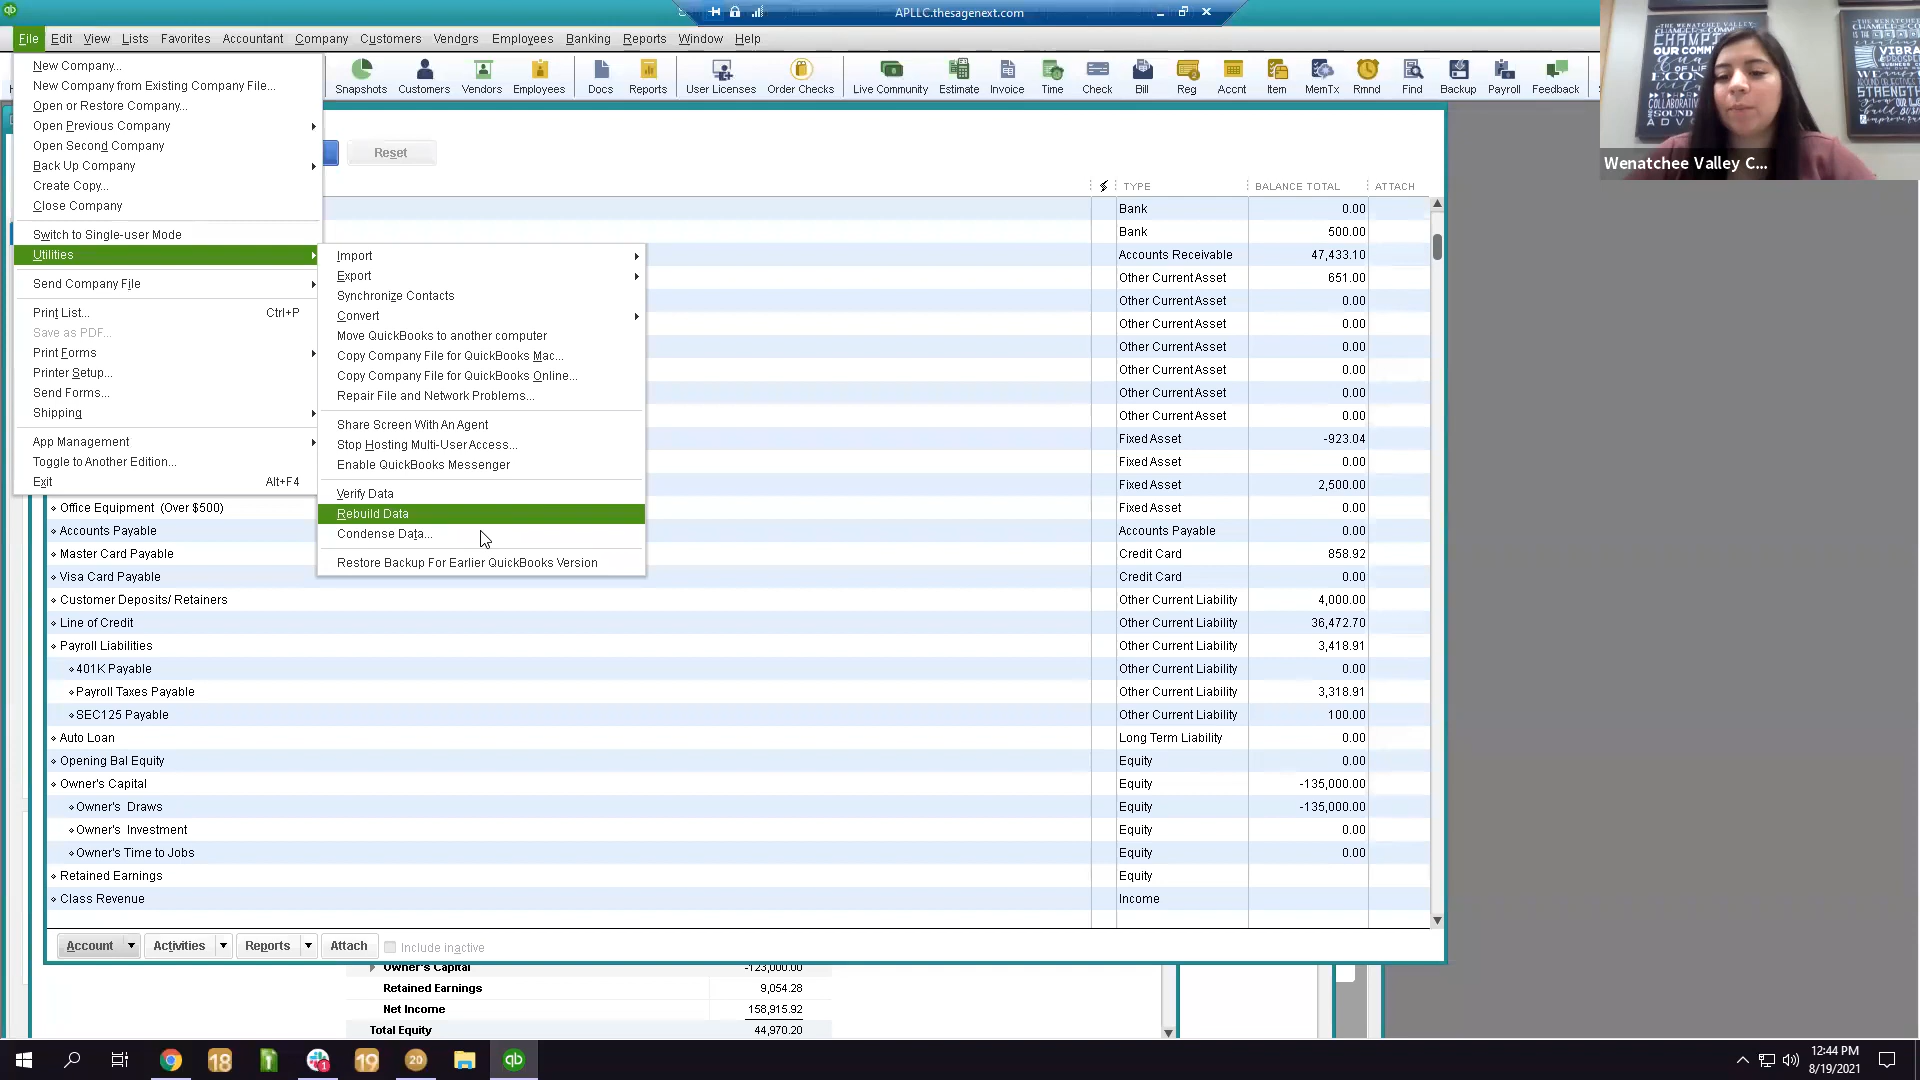 APLLC.thesagenext.com
File Edit View Lists Favorites Accountant Company Customers Vendors Employees Banking Reports Window Help
Snapshots Customers Vendors Employees Docs Reports User Licenses Order Checks Live Community Estimate Invoice Time Check Bill Reg Accnt Item MemTx Rmnd Find Backup Payroll Feedback
New Company...
New Company from Existing Company File...
Open or Restore Company...
Open Previous Company
Open Second Company
Back Up Company
Create Copy...
Close Company
Switch to Single-user Mode
Utilities
Send Company File
Print List... Ctrl+P
Save as PDF...
Print Forms
Printer Setup...
Send Forms...
Shipping
App Management
Toggle to Another Edition...
Exit Alt+F4
Import
Export
Synchronize Contacts
Convert
Move QuickBooks to another computer
Copy Company File for QuickBooks Mac...
Copy Company File for QuickBooks Online...
Repair File and Network Problems...
Share Screen With An Agent
Stop Hosting Multi-User Access...
Enable QuickBooks Messenger
Verify Data
Rebuild Data
Condense Data...
Restore Backup For Earlier QuickBooks Version
Reset
TYPE BALANCE TOTAL ATTACH
Bank 0.00
Bank 500.00
Accounts Receivable 47,433.10
Other Current Asset 651.00
Other Current Asset 0.00
Other Current Asset 0.00
Other Current Asset 0.00
Other Current Asset 0.00
Other Current Asset 0.00
Other Current Asset 0.00
Fixed Asset -923.04
Fixed Asset 0.00
Fixed Asset 2,500.00
Office Equipment (Over $500) Fixed Asset 0.00
Accounts Payable Accounts Payable 0.00
Master Card Payable Credit Card 858.92
Visa Card Payable Credit Card 0.00
Customer Deposits/ Retainers Other Current Liability 4,000.00
Line of Credit Other Current Liability 36,472.70
Payroll Liabilities Other Current Liability 3,418.91
401K Payable Other Current Liability 0.00
Payroll Taxes Payable Other Current Liability 3,318.91
SEC125 Payable Other Current Liability 100.00
Auto Loan Long Term Liability 0.00
Opening Bal Equity Equity 0.00
Owner's Capital Equity -135,000.00
Owner's Draws Equity -135,000.00
Owner's Investment Equity 0.00
Owner's Time to Jobs Equity 0.00
Retained Earnings Equity
Class Revenue Income
Account Activities Reports Attach Include inactive
Owner's Capital -123,000.00
Retained Earnings 9,054.28
Net Income 158,915.92
Total Equity 44,970.20
Wenatchee Valley C...
18 19 20 qb
12:44 PM
8/19/2021